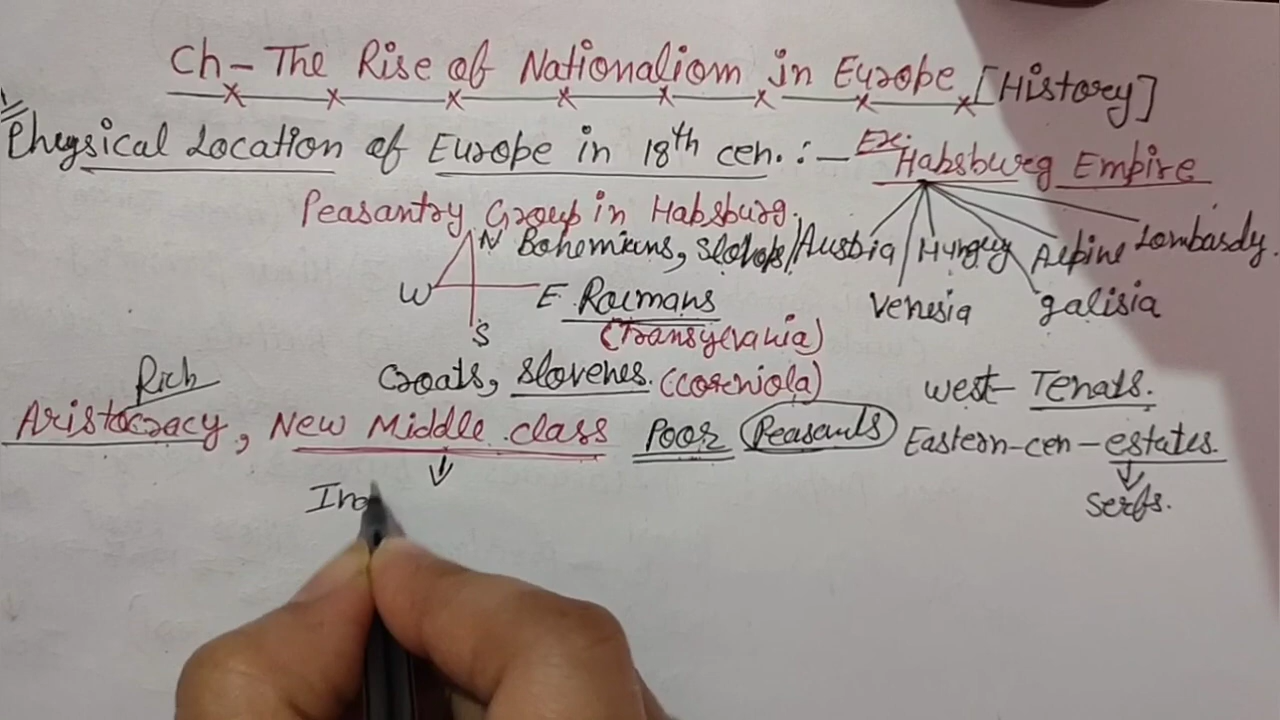 Ch - The Rise of Nationalism in Europe [History]
Physical Location of Europe in 18th cen. :- Ex: Habsburg Empire
Peasantry Group in Habsburg.
N Bohemians, Slovaks / Austria / Hungury Alpine Lombardy.
W E Roumans Venesia galisia
S (Transylvania)
Croats, Slovenes. (Corniola)
Rich west - Tenats.
Aristocracy, New Middle class Poor Peasants Eastern-cen - estates.
Serfs.